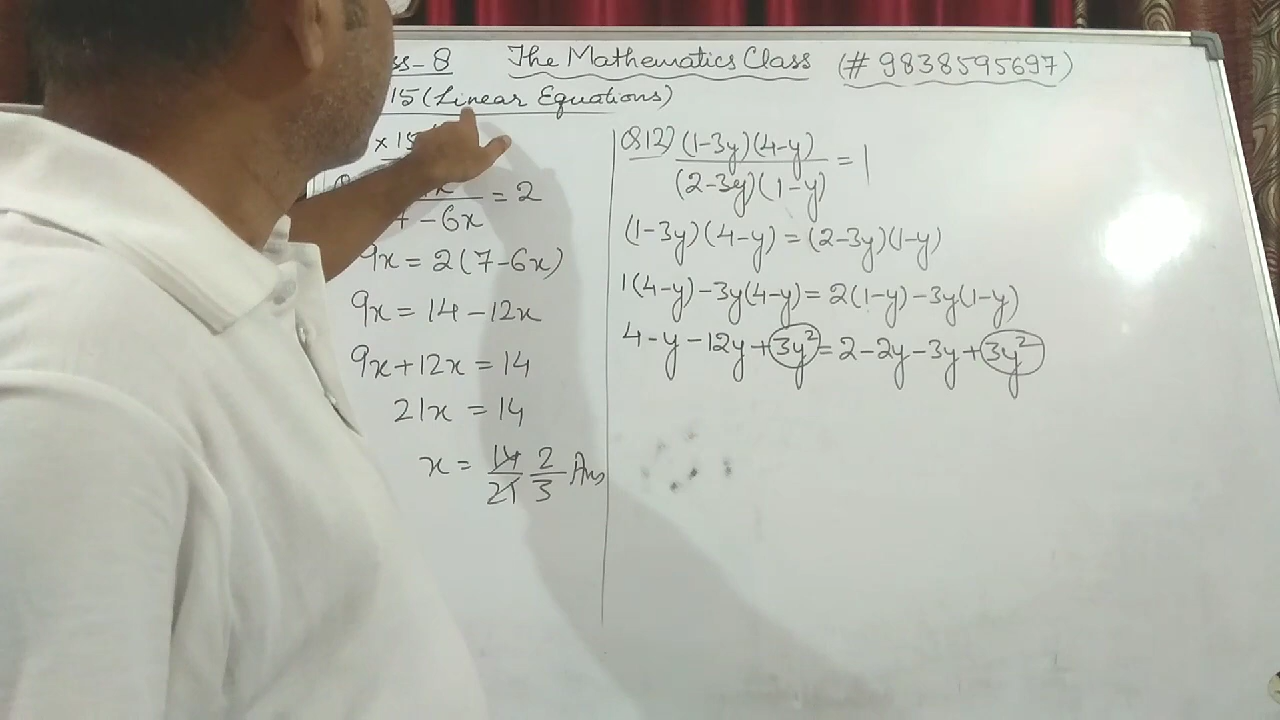 ss-8 The Mathematics Class (# 9838595697)
15 (Linear Equations)
x 15
= 2
7-6x
9x = 2(7-6x)
9x = 14-12x
9x+12x = 14
21x = 14
x = 14/21 2/3 Ans
Q12) (1-3y)(4-y)/(2-3y)(1-y) = 1
(1-3y)(4-y) = (2-3y)(1-y)
1(4-y)-3y(4-y) = 2(1-y)-3y(1-y)
4-y-12y+3y² = 2-2y-3y+3y²